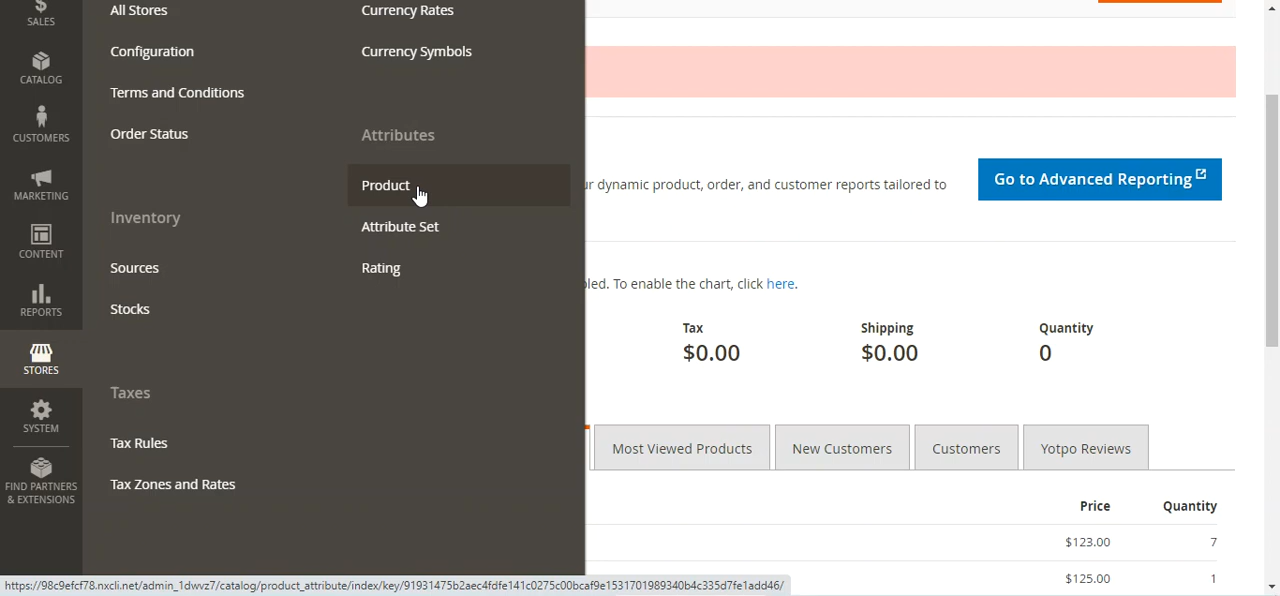 SALES
CATALOG
CUSTOMERS
MARKETING
CONTENT
REPORTS
STORES
SYSTEM
FIND PARTNERS
& EXTENSIONS
All Stores
Configuration
Terms and Conditions
Order Status
Inventory
Sources
Stocks
Taxes
Tax Rules
Tax Zones and Rates
Currency Rates
Currency Symbols
Attributes
Product
Attribute Set
Rating
dynamic product, order, and customer reports tailored to
Go to Advanced Reporting
To enable the chart, click here.
Tax Shipping Quantity
$0.00 $0.00 0
Most Viewed Products New Customers Customers Yotpo Reviews
Price Quantity
$123.00 7
$125.00 1
https://98c9efcf78.nxcli.net/admin_1dwvz7/catalog/product_attribute/index/key/91931475b2aec4fdfe141c0275c00bcaf9e1531701989340b4c335d7fe1add46/